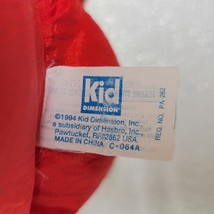 Kid
DIMENSION
©1994 Kid Dimension, Inc.
a subsidiary of Hasbro, Inc.,
Pawtucket, RI 02862 USA.
MADE IN CHINA C-064A
REG. NO. PA-262